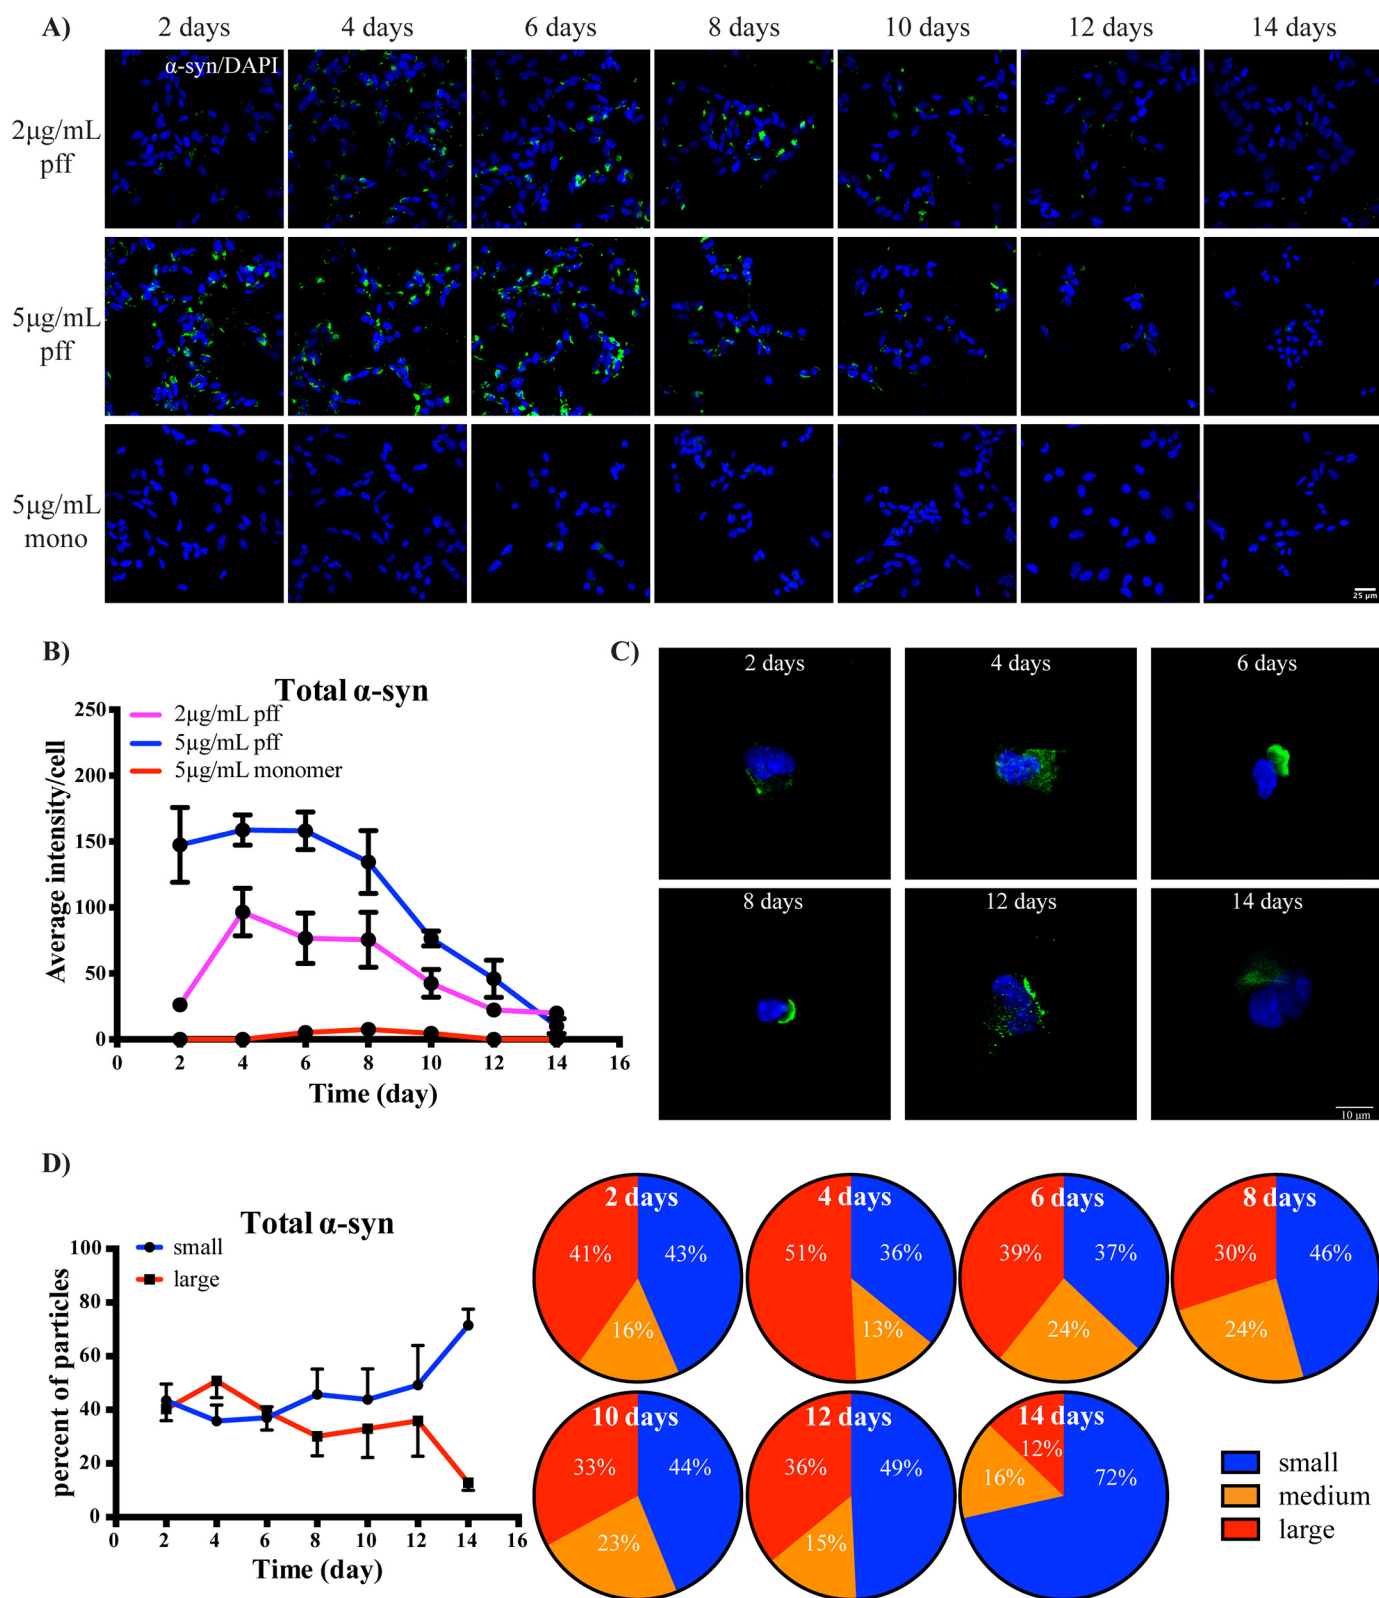 A)
2 days 4 days 6 days 8 days 10 days 12 days 14 days
α-syn/DAPI
2µg/mL
pff
5µg/mL
pff
5µg/mL
mono
25 µm
B)
Total α-syn
2µg/mL pff
5µg/mL pff
5µg/mL monomer
Average intensity/cell
250
200
150
100
50
0
0 2 4 6 8 10 12 14 16
Time (day)
C)
2 days 4 days 6 days
8 days 12 days 14 days
10 µm
D)
Total α-syn
small
large
percent of particles
100
80
60
40
20
0
0 2 4 6 8 10 12 14 16
Time (day)
2 days
41% 43%
16%
4 days
51% 36%
13%
6 days
39% 37%
24%
8 days
30% 46%
24%
10 days
33% 44%
23%
12 days
36% 49%
15%
14 days
12%
16% 72%
small
medium
large